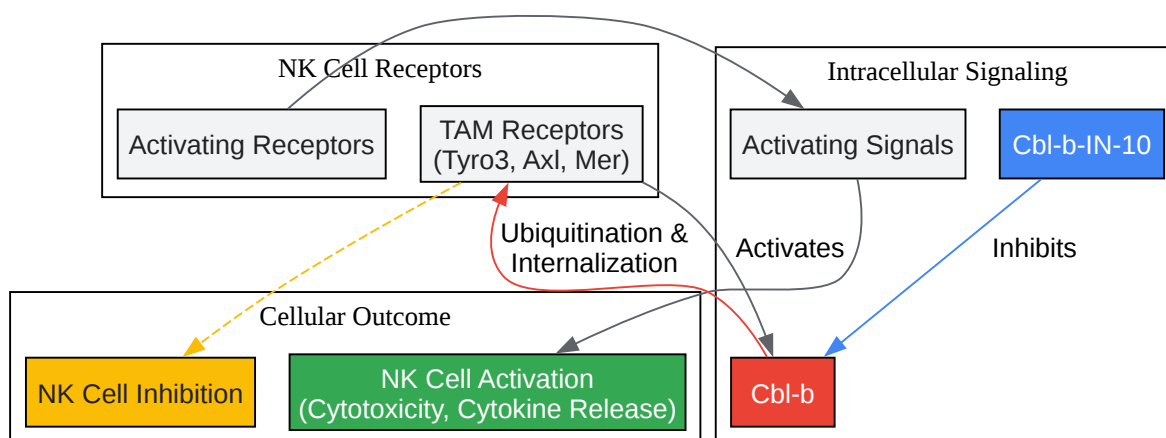 NK Cell Receptors
Intracellular Signaling
Activating Receptors
TAM Receptors
(Tyro3, Axl, Mer)
Activating Signals
Cbl-b-IN-10
Ubiquitination &
Internalization
Activates
Inhibits
Cellular Outcome
NK Cell Inhibition
NK Cell Activation
(Cytotoxicity, Cytokine Release)
Cbl-b